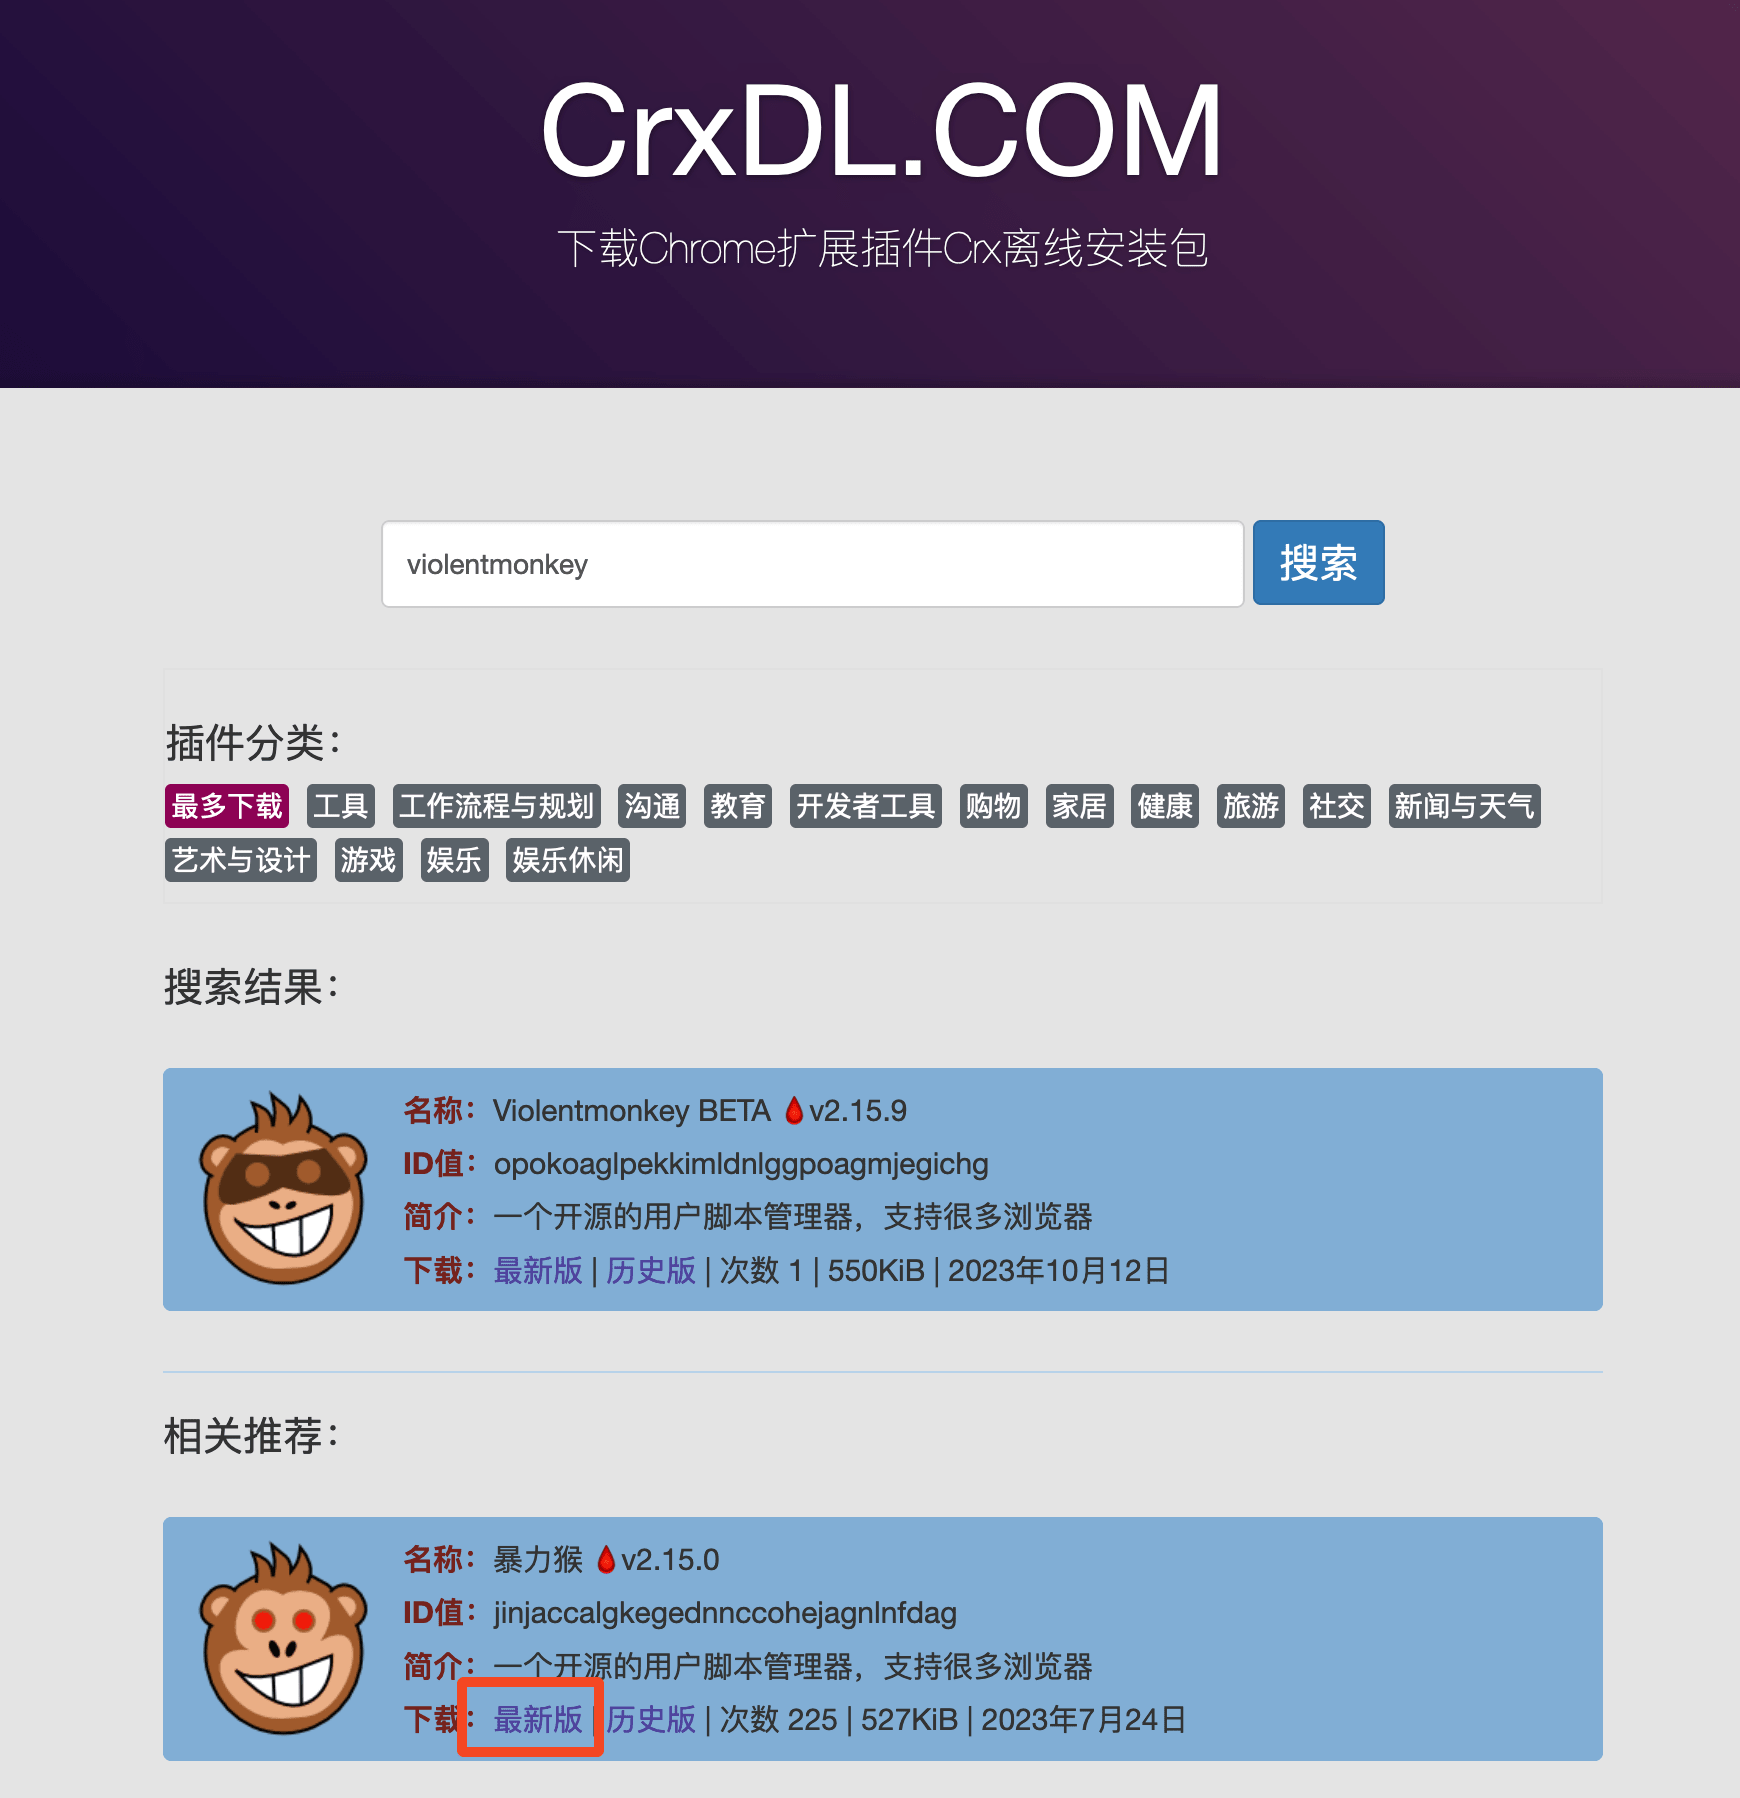 CrxDL.COM
下载Chrome扩展插件Crx离线安装包
violentmonkey
搜索
插件分类：
最多下载 工具 工作流程与规划 沟通 教育 开发者工具 购物 家居 健康 旅游 社交 新闻与天气
艺术与设计 游戏 娱乐 娱乐休闲
搜索结果：
名称： Violentmonkey BETA 🩸v2.15.9
ID值： opokoaglpekkimldnlggpoagmjegichg
简介： 一个开源的用户脚本管理器，支持很多浏览器
下载： 最新版 | 历史版 | 次数 1 | 550KiB | 2023年10月12日
相关推荐：
名称： 暴力猴 🩸v2.15.0
ID值： jinjaccalgkegednnccohejagnlnfdag
简介： 一个开源的用户脚本管理器，支持很多浏览器
下载： 最新版 | 历史版 | 次数 225 | 527KiB | 2023年7月24日